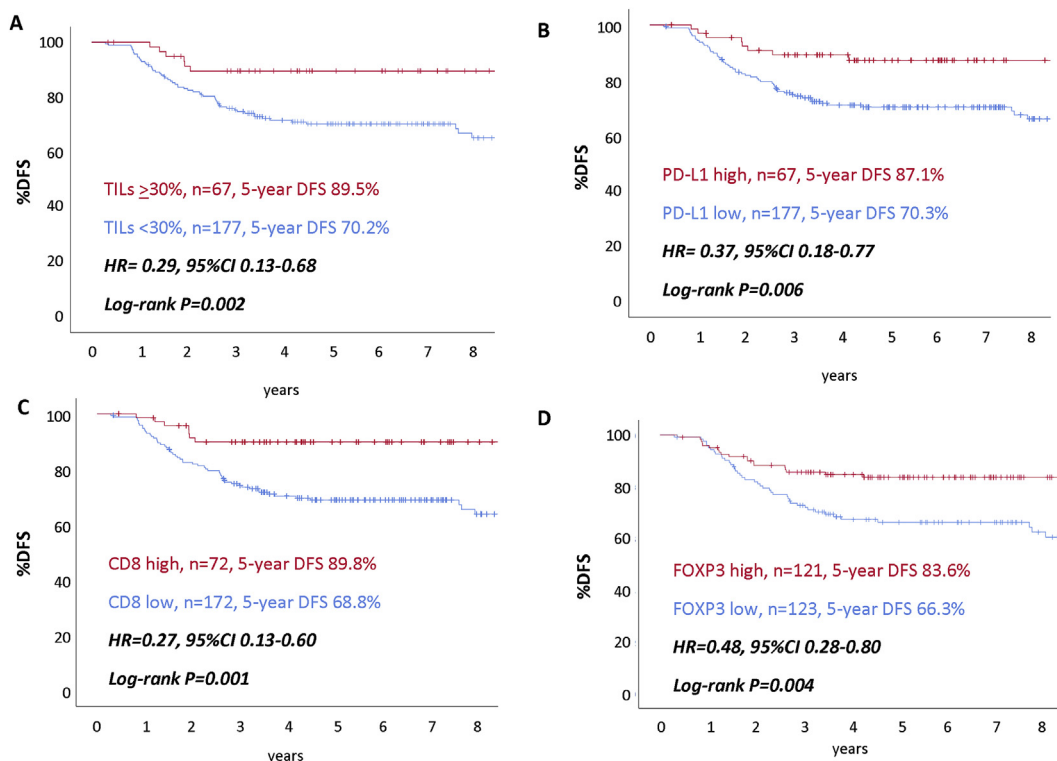 A
100
80
60
40
20
0
%DFS
TILs ≥30%, n=67, 5-year DFS 89.5%
TILs <30%, n=177, 5-year DFS 70.2%
HR= 0.29, 95%CI 0.13-0.68
Log-rank P=0.002
0 1 2 3 4 5 6 7 8
years
B
100
80
60
40
20
0
%DFS
PD-L1 high, n=67, 5-year DFS 87.1%
PD-L1 low, n=177, 5-year DFS 70.3%
HR= 0.37, 95%CI 0.18-0.77
Log-rank P=0.006
0 1 2 3 4 5 6 7 8
years
C
100
80
60
40
20
0
%DFS
CD8 high, n=72, 5-year DFS 89.8%
CD8 low, n=172, 5-year DFS 68.8%
HR=0.27, 95%CI 0.13-0.60
Log-rank P=0.001
0 1 2 3 4 5 6 7 8
years
D
100
80
60
40
20
0
%DFS
FOXP3 high, n=121, 5-year DFS 83.6%
FOXP3 low, n=123, 5-year DFS 66.3%
HR=0.48, 95%CI 0.28-0.80
Log-rank P=0.004
0 1 2 3 4 5 6 7 8
years